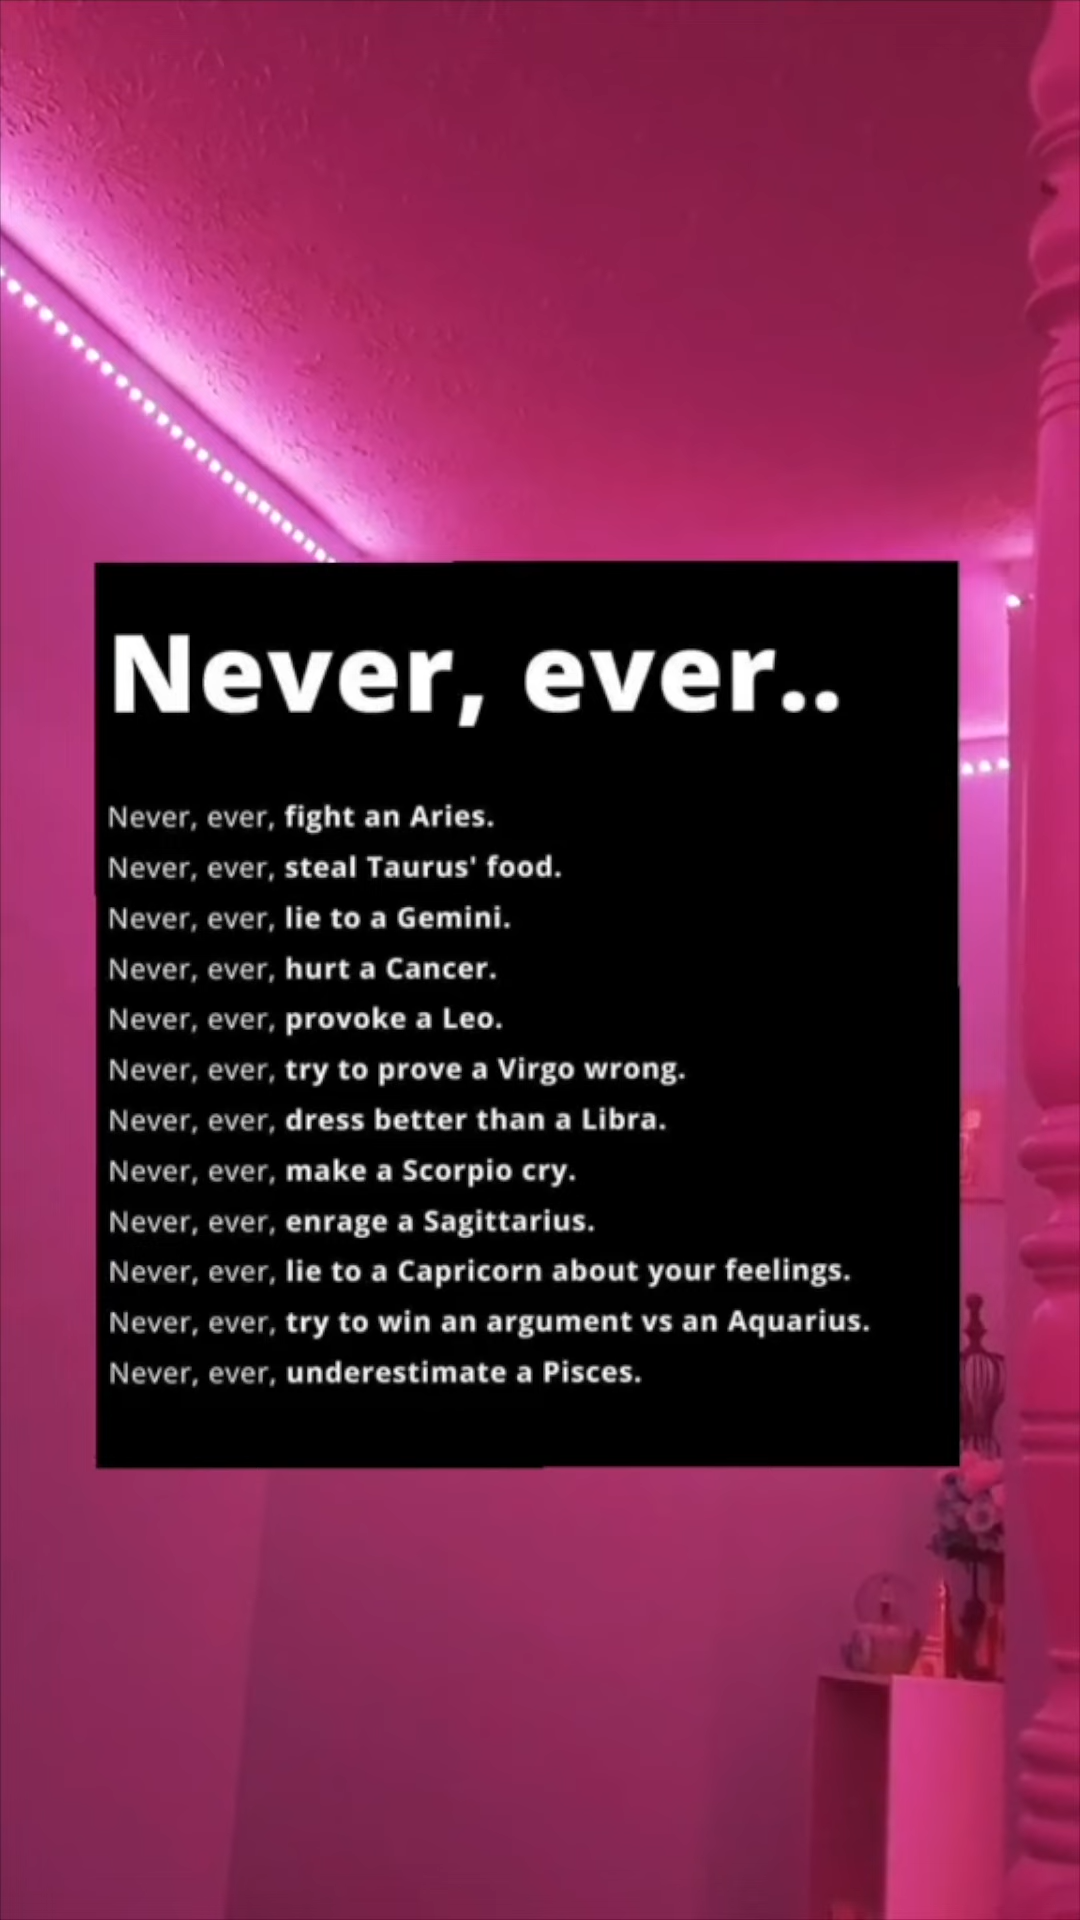 Never, ever..
Never, ever, fight an Aries.
Never, ever, steal Taurus' food.
Never, ever, lie to a Gemini.
Never, ever, hurt a Cancer.
Never, ever, provoke a Leo.
Never, ever, try to prove a Virgo wrong.
Never, ever, dress better than a Libra.
Never, ever, make a Scorpio cry.
Never, ever, enrage a Sagittarius.
Never, ever, lie to a Capricorn about your feelings.
Never, ever, try to win an argument vs an Aquarius.
Never, ever, underestimate a Pisces.